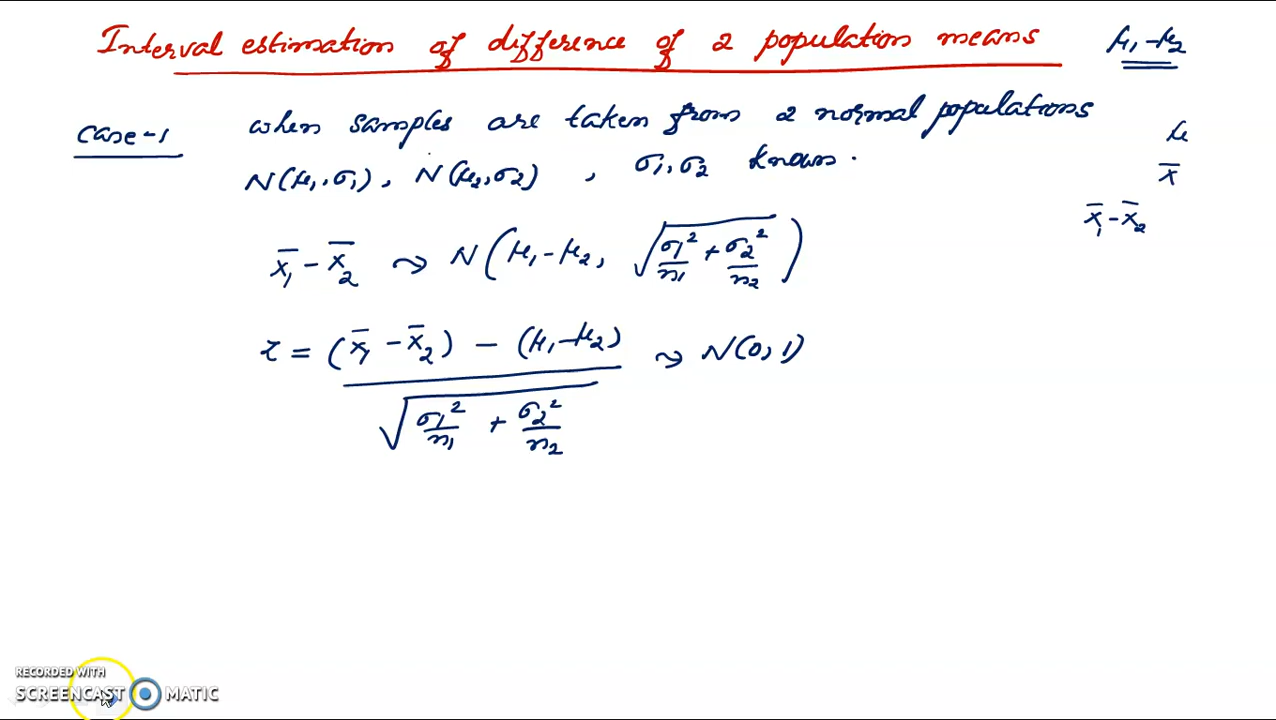 Interval estimation of difference of 2 population means μ₁-μ₂
Case-1 when samples are taken from 2 normal populations
N(μ₁,σ₁), N(μ₂,σ₂), σ₁,σ₂ known.
μ
x̄
x̄₁-x̄₂
x̄₁ - x̄₂ ~> N(μ₁-μ₂, √(σ₁²/n₁ + σ₂²/n₂))
z = ((x̄₁ - x̄₂) - (μ₁-μ₂)) / √(σ₁²/n₁ + σ₂²/n₂) ~> N(0,1)
RECORDED WITH
SCREENCAST MATIC